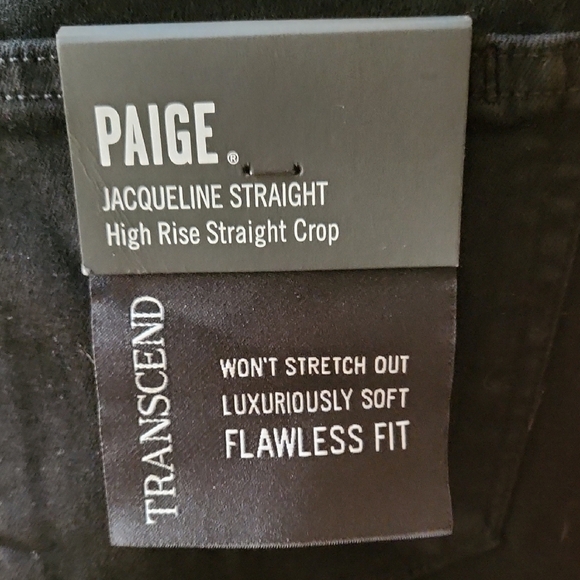 PAIGE®
JACQUELINE STRAIGHT
High Rise Straight Crop
TRANSCEND
WON'T STRETCH OUT
LUXURIOUSLY SOFT
FLAWLESS FIT